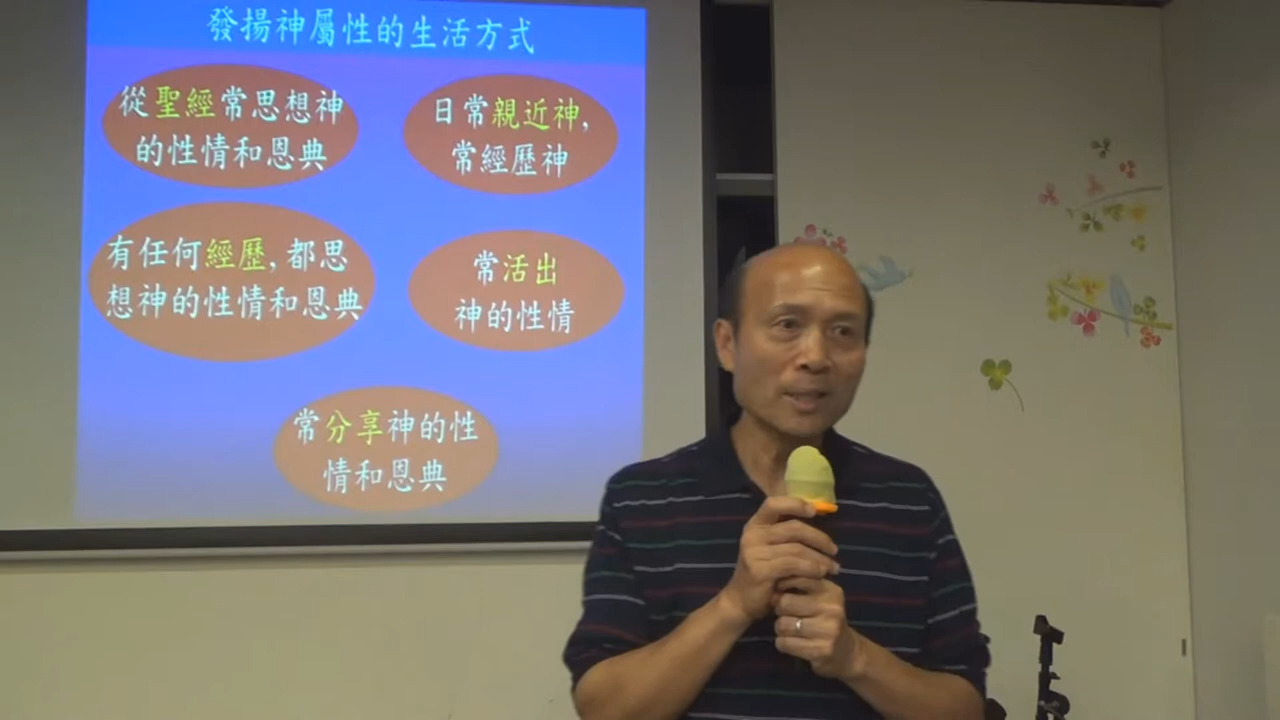 發揚神屬性的生活方式
從聖經常思想神
的性情和恩典
日常親近神,
常經歷神
有任何經歷, 都思
想神的性情和恩典
常活出
神的性情
常分享神的性
情和恩典